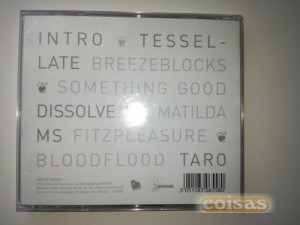 INTRO ❦ TESSEL-
LATE BREEZEBLOCKS
❦ SOMETHING GOOD
DISSOLVE ME MATILDA
MS FITZPLEASURE ❦
BLOODFLOOD TARO
coisas